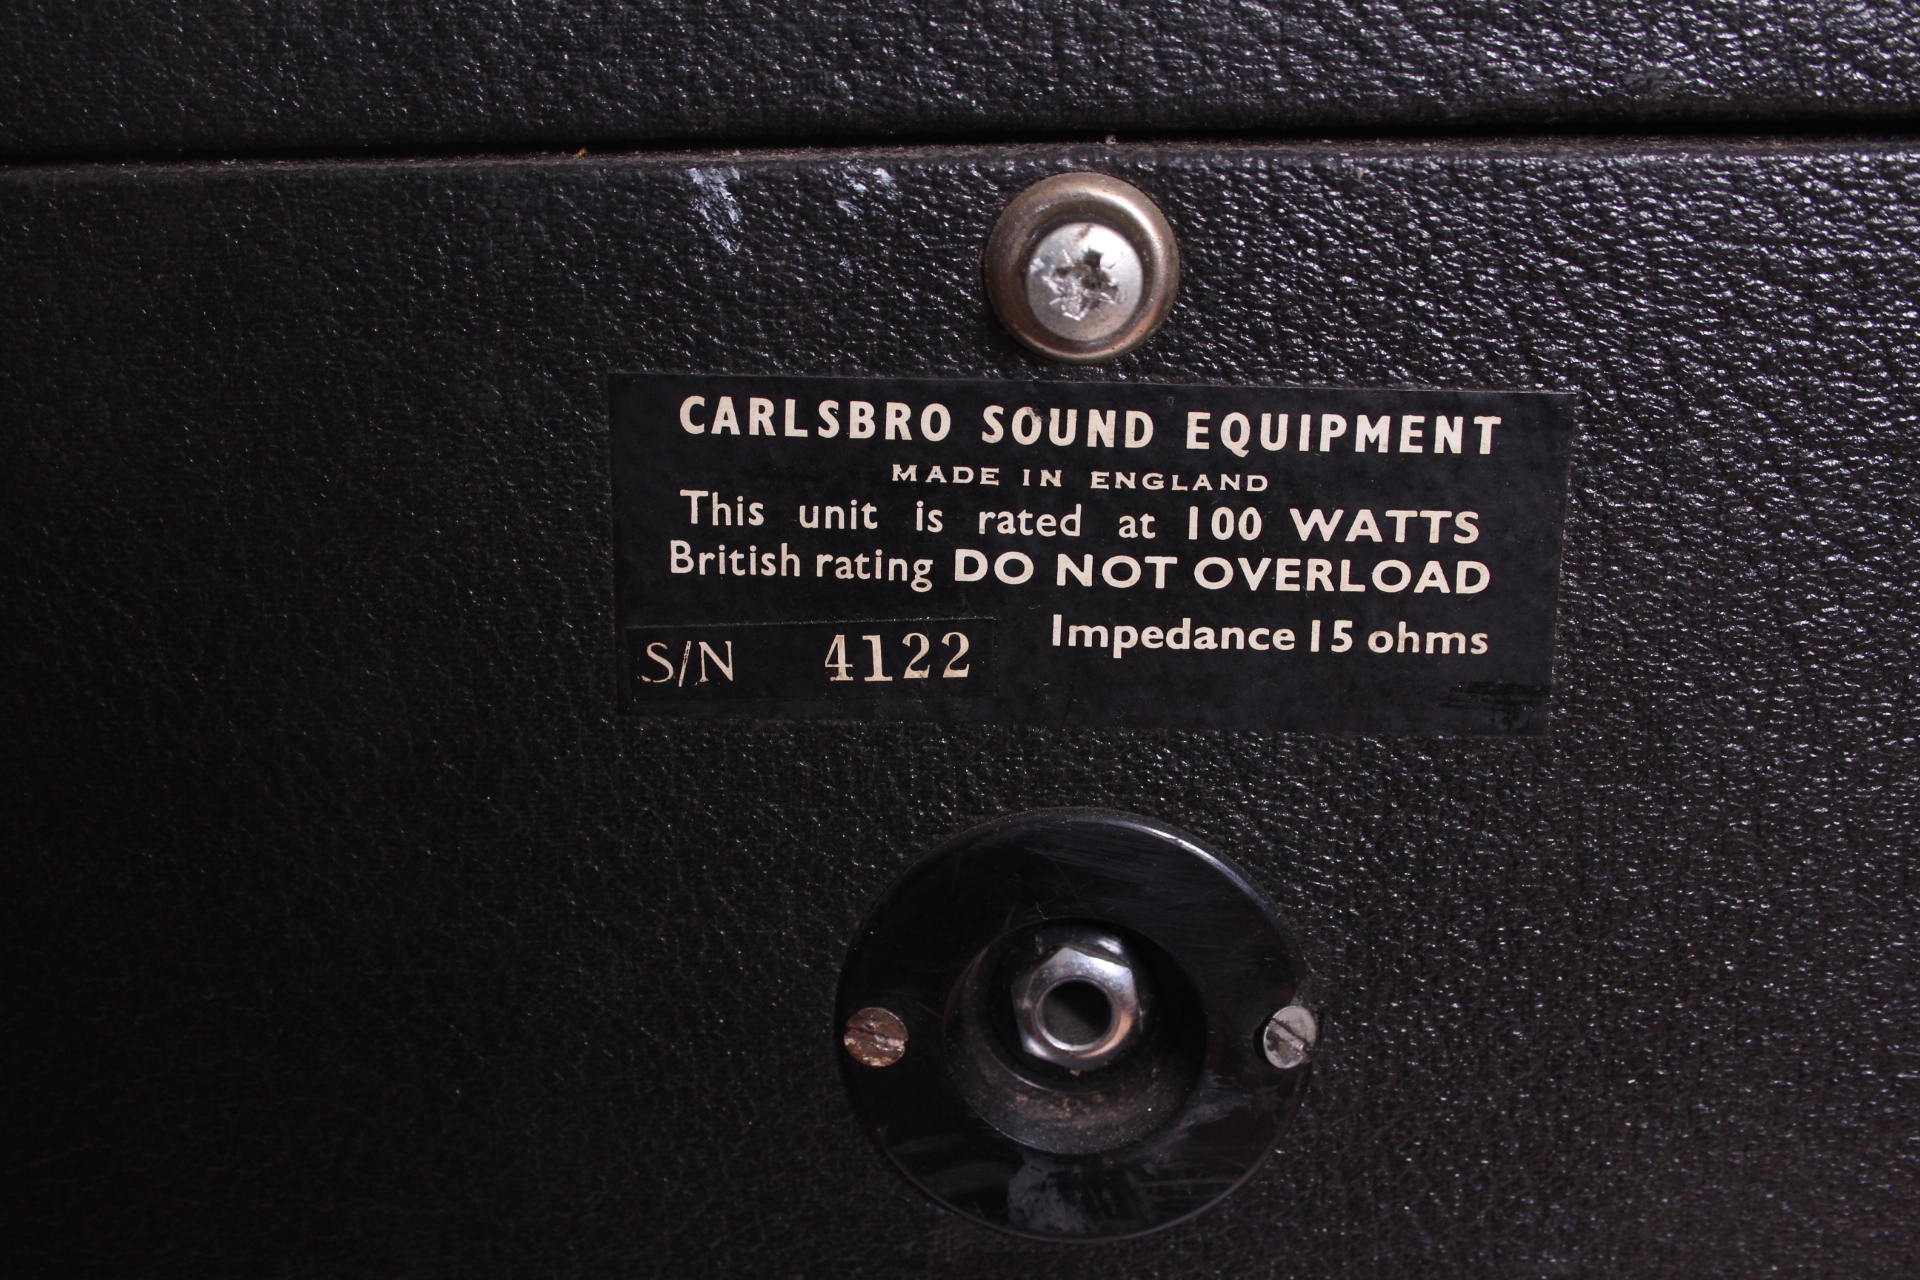 CARLSBRO SOUND EQUIPMENT
MADE IN ENGLAND
This unit is rated at 100 WATTS
British rating DO NOT OVERLOAD
Impedance 15 ohms
S/N 4122